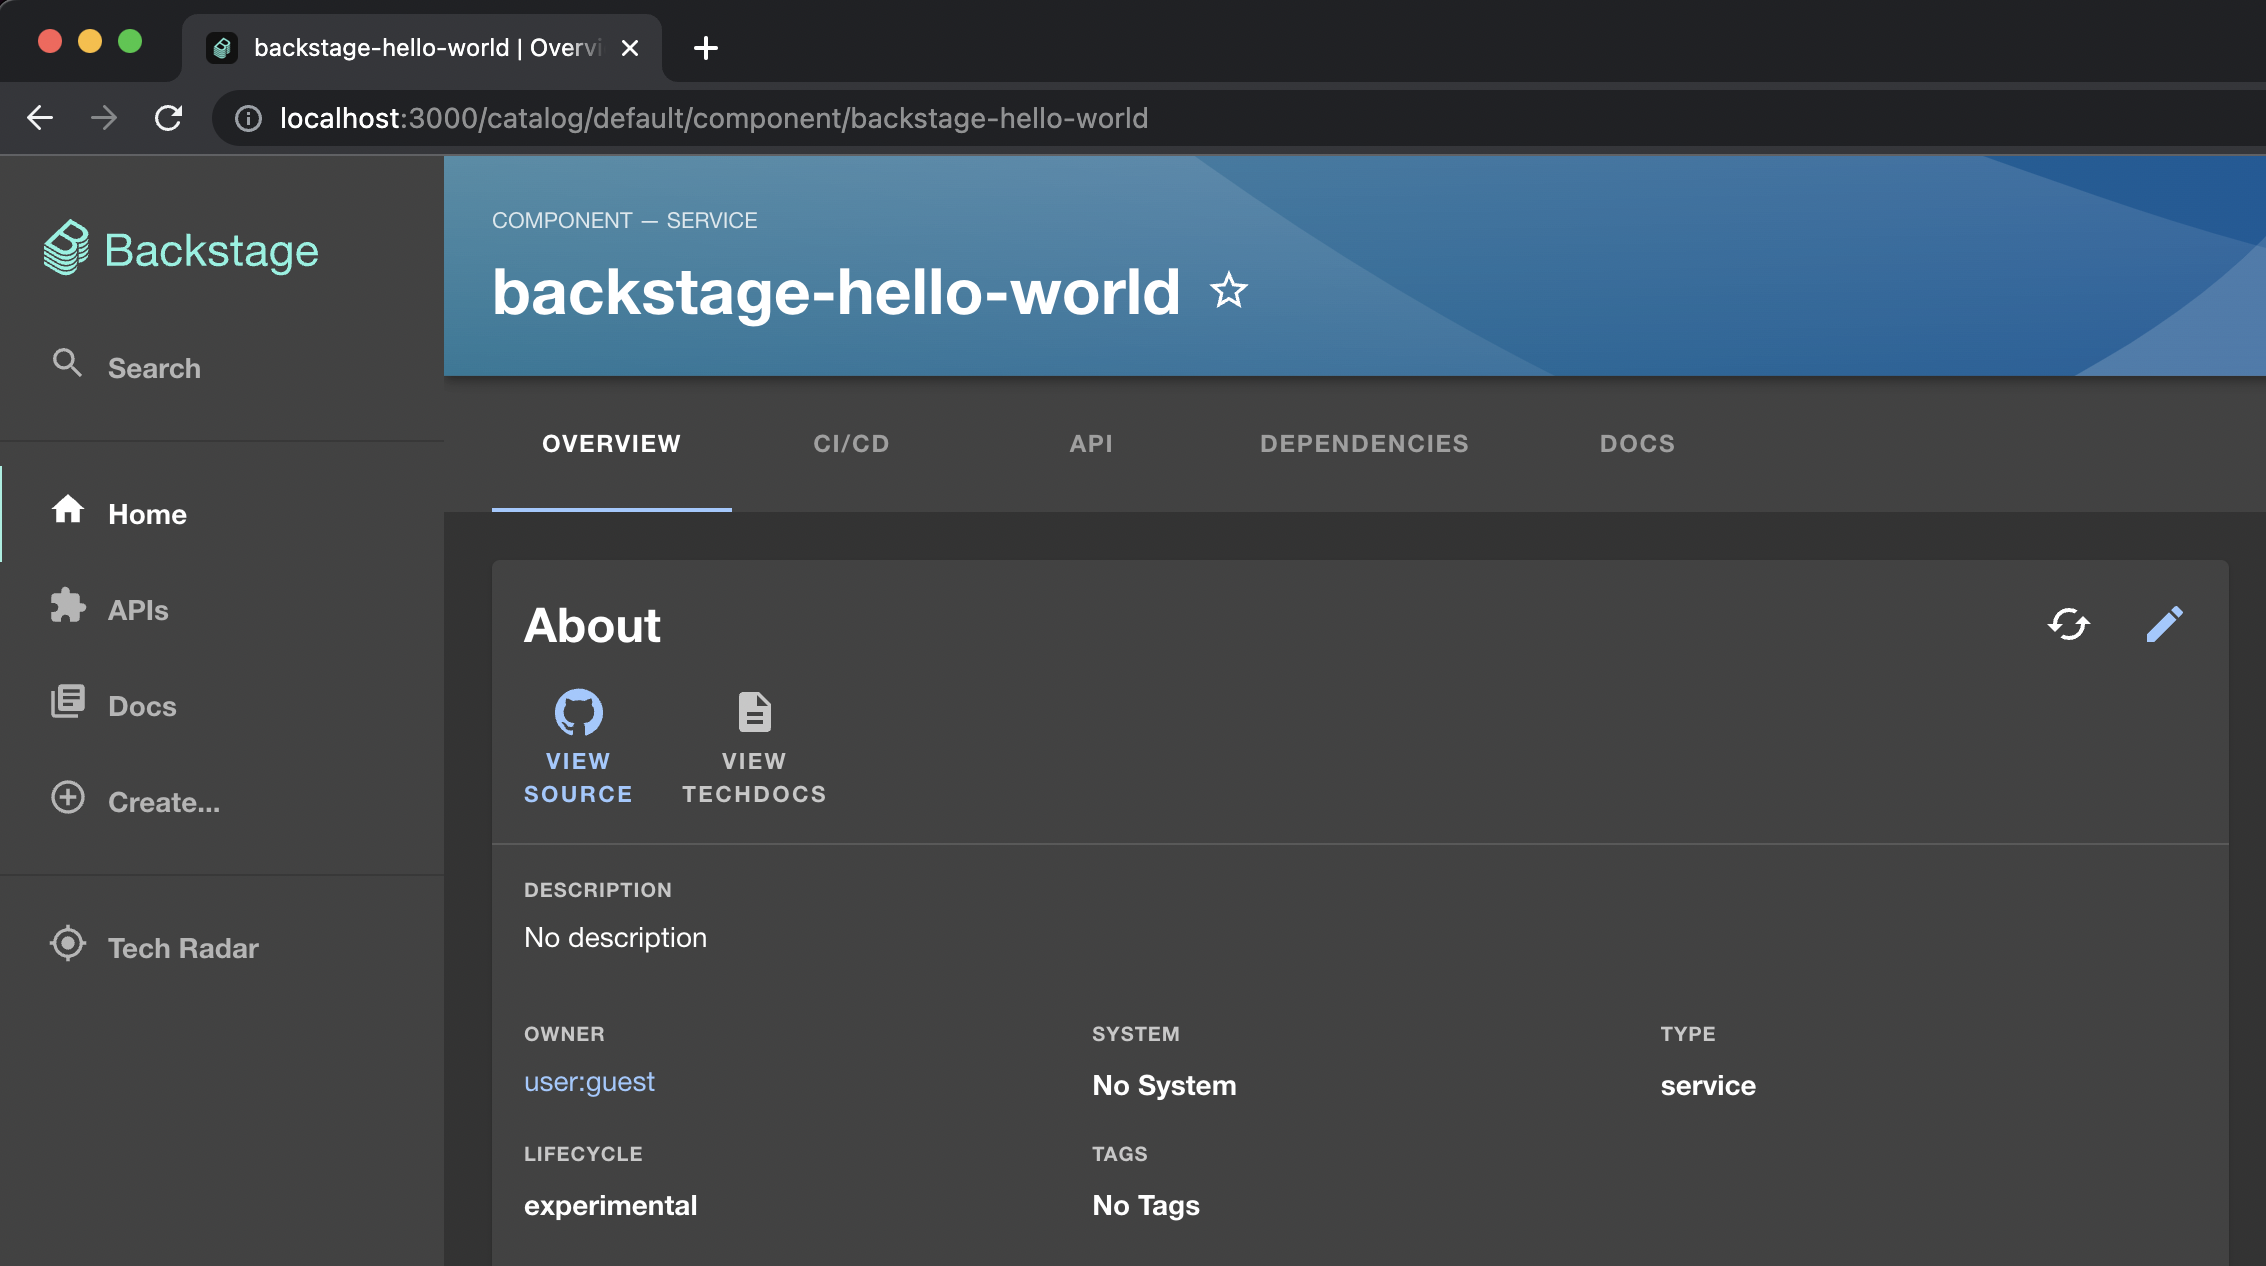 backstage-hello-world | Overvi
localhost:3000/catalog/default/component/backstage-hello-world
Backstage
Search
Home
APIs
Docs
Create...
Tech Radar
COMPONENT — SERVICE
backstage-hello-world
OVERVIEW CI/CD API DEPENDENCIES DOCS
About
VIEW SOURCE
VIEW TECHDOCS
DESCRIPTION
No description
OWNER
user:guest
SYSTEM
No System
TYPE
service
LIFECYCLE
experimental
TAGS
No Tags